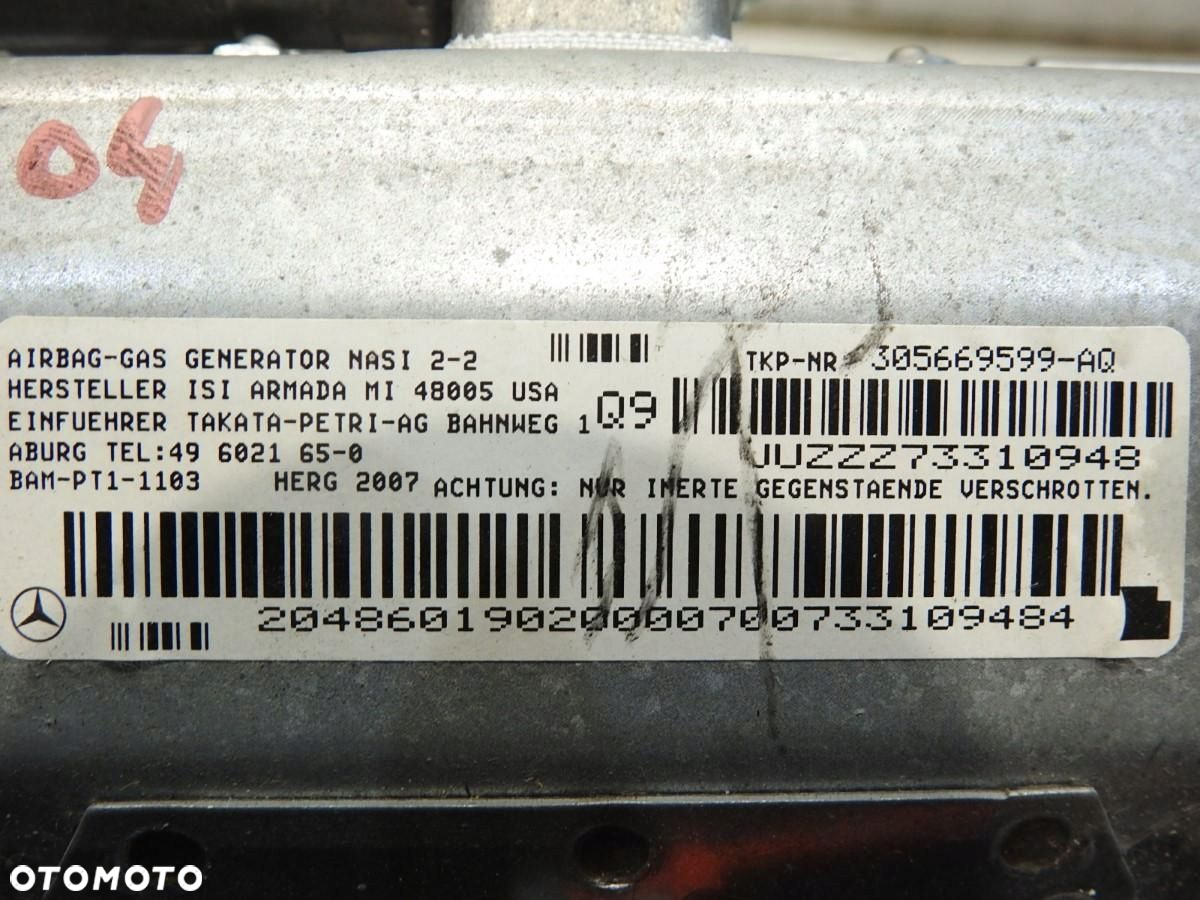 04
AIRBAG-GAS GENERATOR NASI 2-2
HERSTELLER ISI ARMADA MI 48005 USA
EINFUEHRER TAKATA-PETRI-AG BAHNWEG 1
ABURG TEL:49 6021 65-0
BAM-PT1-1103 HERG 2007
Q9
TKP-NR 305669599-AQ
UUZZZ73310948
ACHTUNG: NUR INERTE GEGENSTAENDE VERSCHROTTEN.
20486019020000700733109484
OTOMOTO